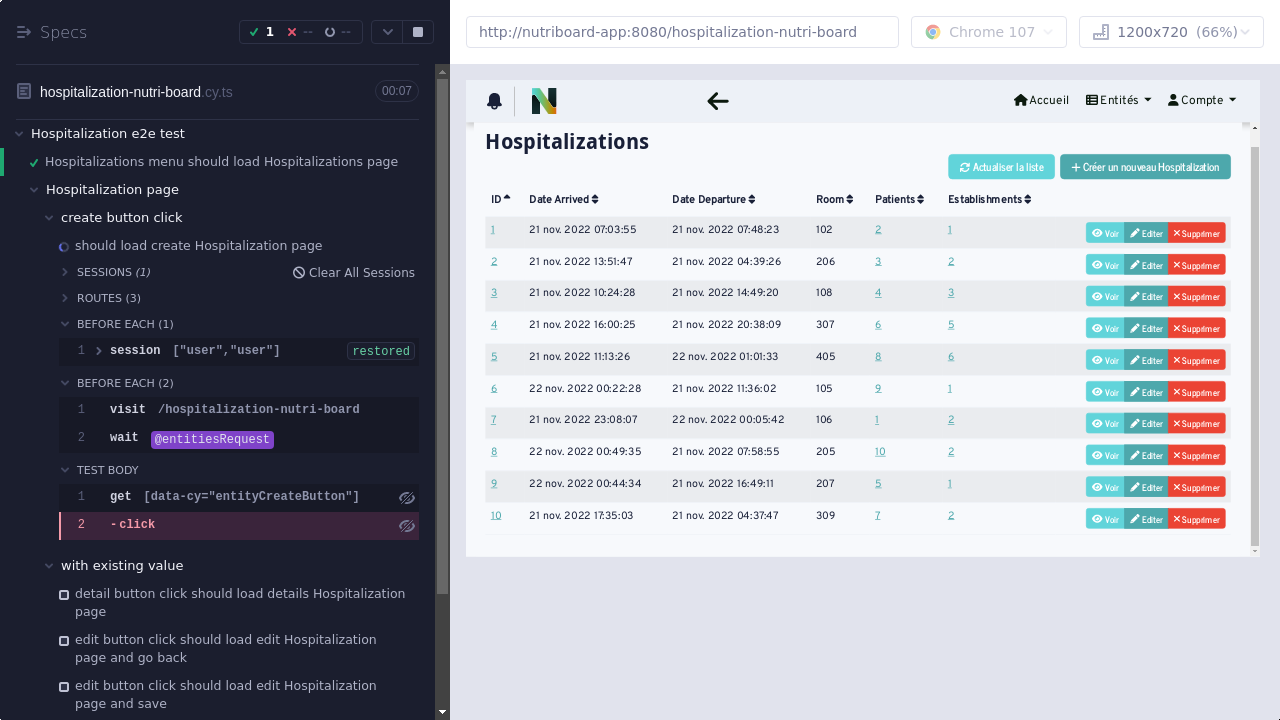 Specs
1 -- --
hospitalization-nutri-board.cy.ts
00:07
Hospitalization e2e test
Hospitalizations menu should load Hospitalizations page
Hospitalization page
create button click
should load create Hospitalization page
SESSIONS (1)
Clear All Sessions
ROUTES (3)
BEFORE EACH (1)
1 session ["user","user"] restored
BEFORE EACH (2)
1 visit /hospitalization-nutri-board
2 wait @entitiesRequest
TEST BODY
1 get [data-cy="entityCreateButton"]
2 -click
with existing value
detail button click should load details Hospitalization
page
edit button click should load edit Hospitalization
page and go back
edit button click should load edit Hospitalization
page and save
http://nutriboard-app:8080/hospitalization-nutri-board
Chrome 107
1200x720 (66%)
N
Accueil
Entités
Compte
Hospitalizations
Actualiser la liste
Créer un nouveau Hospitalization
ID Date Arrived Date Departure Room Patients Establishments
1 21 nov. 2022 07:03:55 21 nov. 2022 07:48:23 102 2 1 Voir Editer Supprimer
2 21 nov. 2022 13:51:47 21 nov. 2022 04:39:26 206 3 2 Voir Editer Supprimer
3 21 nov. 2022 10:24:28 21 nov. 2022 14:49:20 108 4 3 Voir Editer Supprimer
4 21 nov. 2022 16:00:25 21 nov. 2022 20:38:09 307 6 5 Voir Editer Supprimer
5 21 nov. 2022 11:13:26 22 nov. 2022 01:01:33 405 8 6 Voir Editer Supprimer
6 22 nov. 2022 00:22:28 21 nov. 2022 11:36:02 105 9 1 Voir Editer Supprimer
7 21 nov. 2022 23:08:07 22 nov. 2022 00:05:42 106 1 2 Voir Editer Supprimer
8 22 nov. 2022 00:49:35 21 nov. 2022 07:58:55 205 10 2 Voir Editer Supprimer
9 22 nov. 2022 00:44:34 21 nov. 2022 16:49:11 207 5 1 Voir Editer Supprimer
10 21 nov. 2022 17:35:03 21 nov. 2022 04:37:47 309 7 2 Voir Editer Supprimer